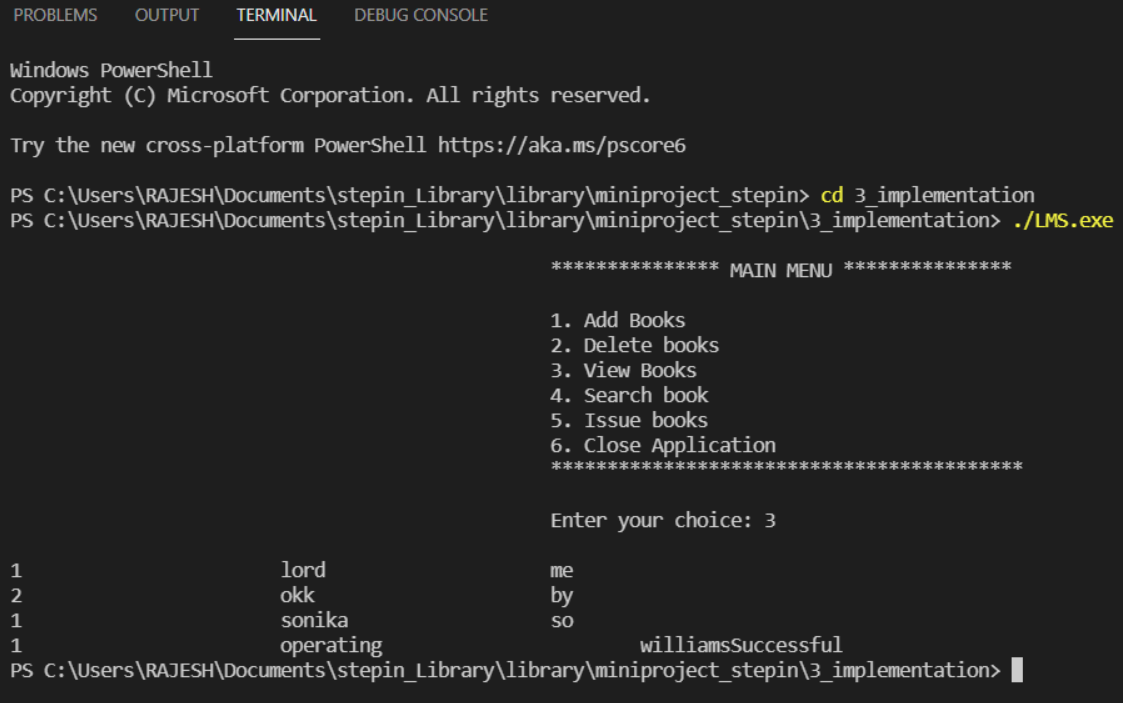 PROBLEMS OUTPUT TERMINAL DEBUG CONSOLE
Windows PowerShell
Copyright (C) Microsoft Corporation. All rights reserved.
Try the new cross-platform PowerShell https://aka.ms/pscore6
PS C:\Users\RAJESH\Documents\stepin_Library\library\miniproject_stepin> cd 3_implementation
PS C:\Users\RAJESH\Documents\stepin_Library\library\miniproject_stepin\3_implementation> ./LMS.exe
*************** MAIN MENU ***************
1. Add Books
2. Delete books
3. View Books
4. Search book
5. Issue books
6. Close Application
******************************************
Enter your choice: 3
1 lord me
2 okk by
1 sonika so
1 operating williamsSuccessful
PS C:\Users\RAJESH\Documents\stepin_Library\library\miniproject_stepin\3_implementation>